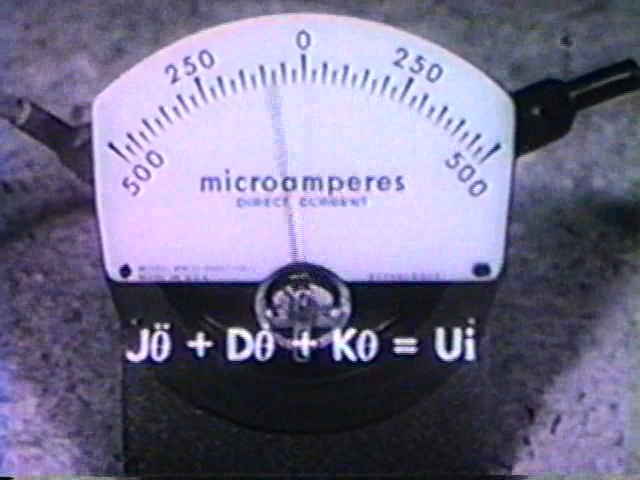 0
250 250
500 500
microamperes
DIRECT CURRENT
Jθ̈ + Dθ̇ + Kθ = Ui